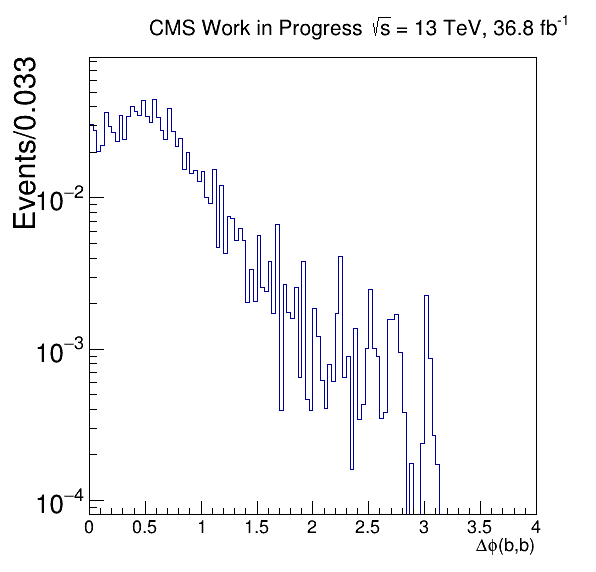 CMS Work in Progress √s = 13 TeV, 36.8 fb⁻¹
Events/0.033
10⁻²
10⁻³
10⁻⁴
0 0.5 1 1.5 2 2.5 3 3.5 4
Δϕ(b,b)